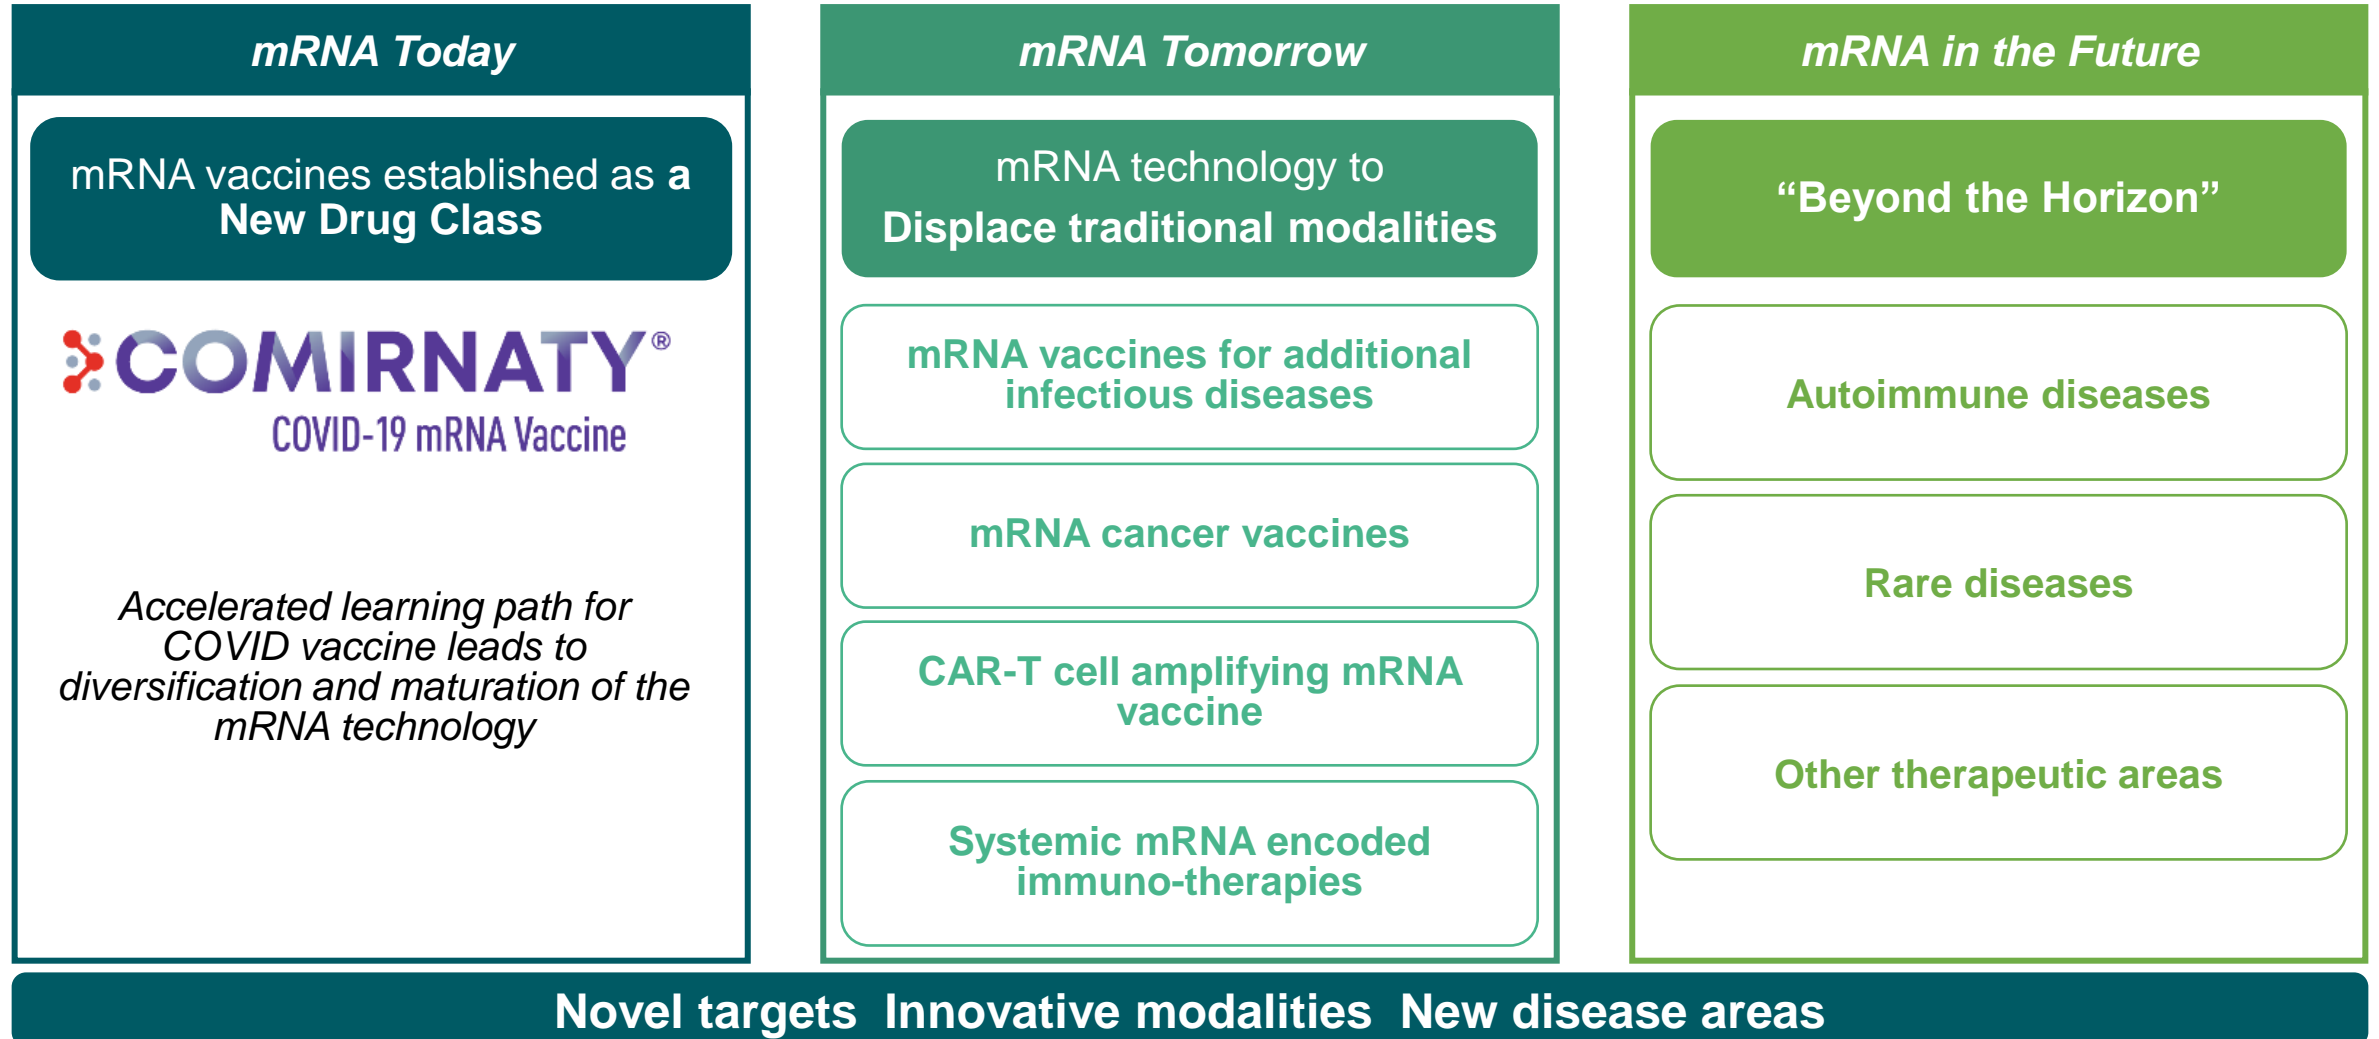 mRNA Today
mRNA vaccines established as a
New Drug Class
COMIRNATY®
COVID-19 mRNA Vaccine
Accelerated learning path for
COVID vaccine leads to
diversification and maturation of the
mRNA technology
mRNA Tomorrow
mRNA technology to
Displace traditional modalities
mRNA vaccines for additional
infectious diseases
mRNA cancer vaccines
CAR-T cell amplifying mRNA
vaccine
Systemic mRNA encoded
immuno-therapies
mRNA in the Future
“Beyond the Horizon”
Autoimmune diseases
Rare diseases
Other therapeutic areas
Novel targets Innovative modalities New disease areas